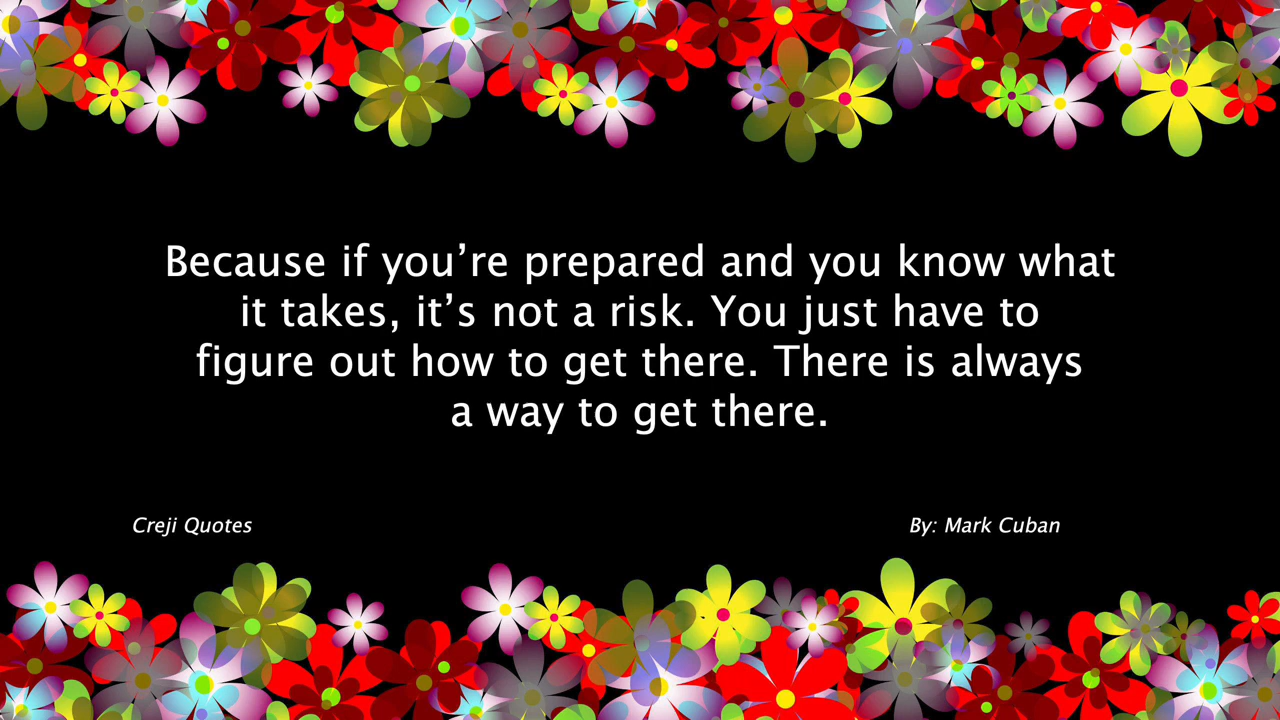 Because if you’re prepared and you know what
it takes, it’s not a risk. You just have to
figure out how to get there. There is always
a way to get there.
Creji Quotes
By: Mark Cuban